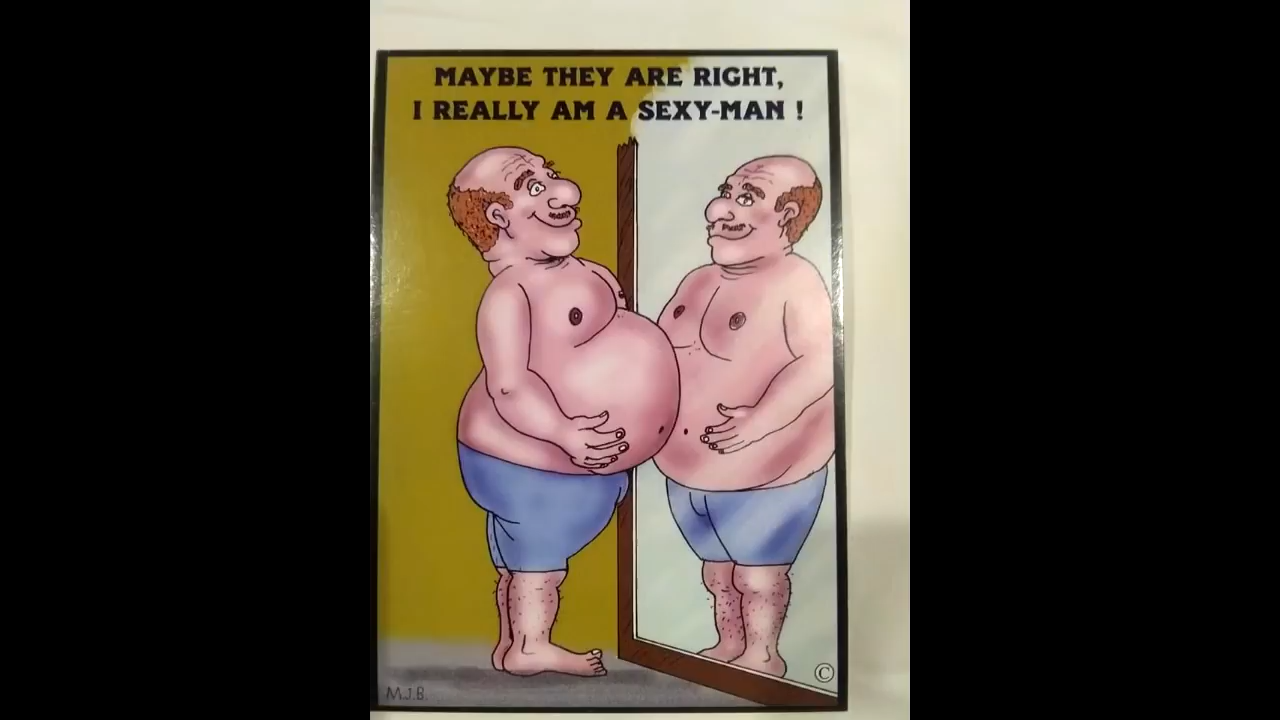 MAYBE THEY ARE RIGHT,
I REALLY AM A SEXY-MAN !
©
M.J.B.